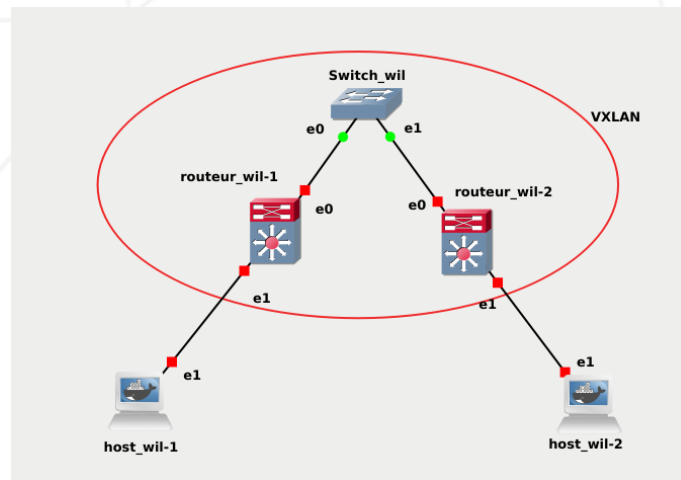 Switch_wil
VXLAN
e0
e1
routeur_wil-1
routeur_wil-2
e0
e0
e1
e1
e1
e1
host_wil-1
host_wil-2